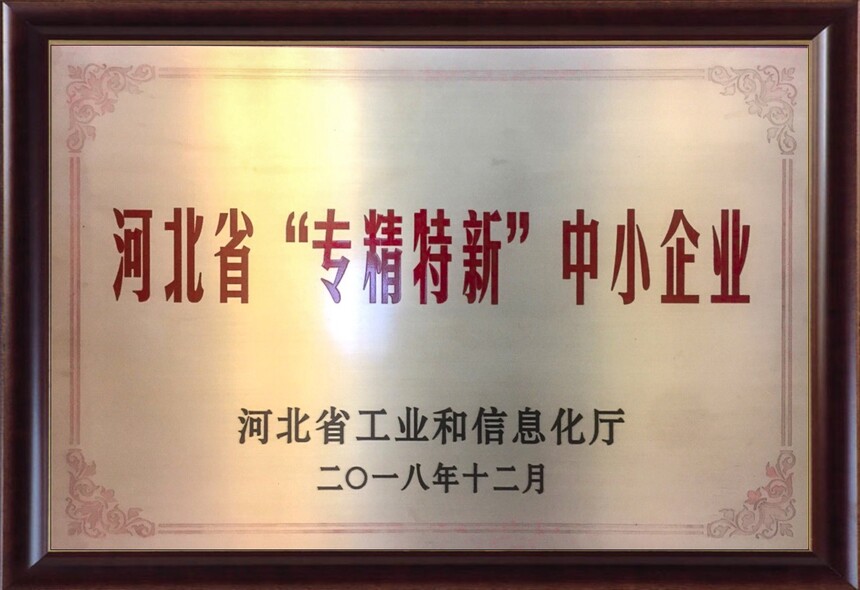 河北省“专精特新”中小企业
河北省工业和信息化厅
二〇一八年十二月